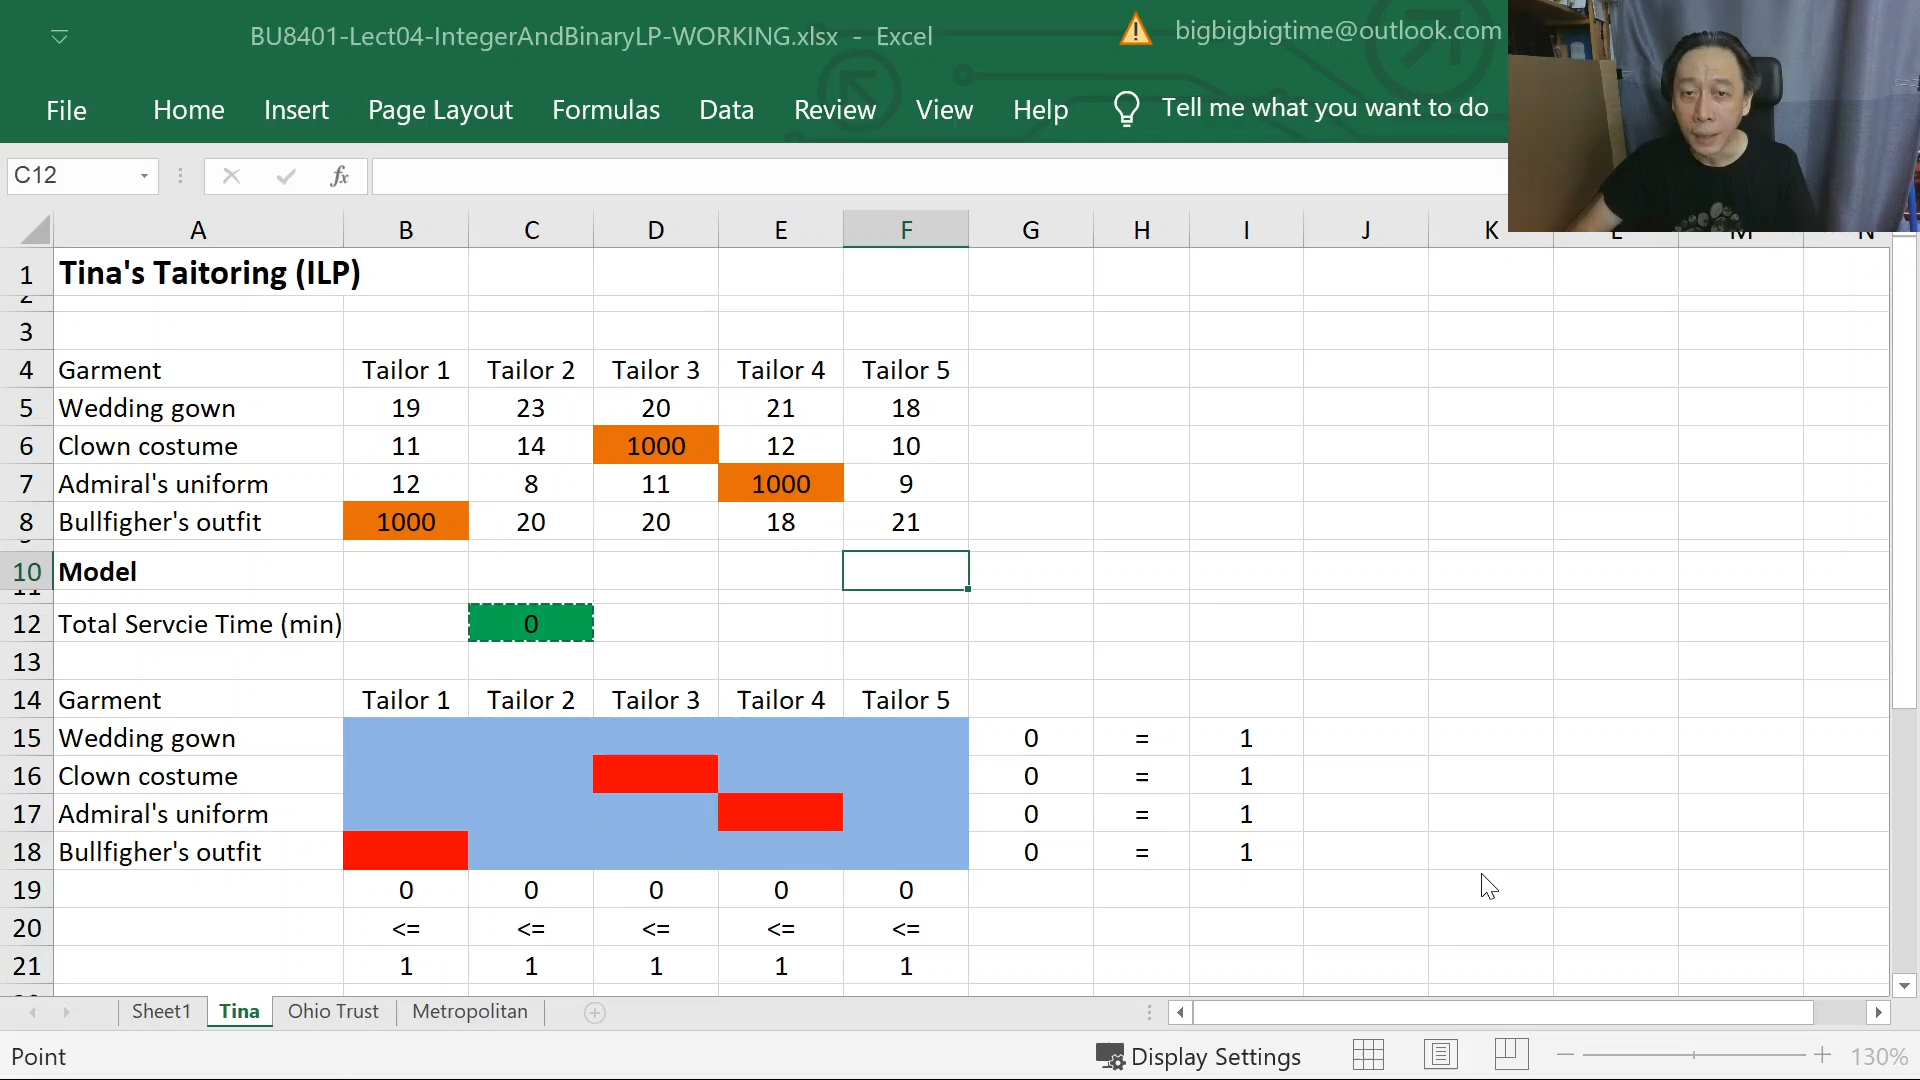 BU8401-Lect04-IntegerAndBinaryLP-WORKING.xlsx - Excel
bigbigbigtime@outlook.com
File Home Insert Page Layout Formulas Data Review View Help Tell me what you want to do
C12 fx
A B C D E F G H I J K L M N
1 Tina's Taitoring (ILP)
2
3
4 Garment Tailor 1 Tailor 2 Tailor 3 Tailor 4 Tailor 5
5 Wedding gown 19 23 20 21 18
6 Clown costume 11 14 1000 12 10
7 Admiral's uniform 12 8 11 1000 9
8 Bullfigher's outfit 1000 20 20 18 21
9
10 Model
11
12 Total Servcie Time (min) 0
13
14 Garment Tailor 1 Tailor 2 Tailor 3 Tailor 4 Tailor 5
15 Wedding gown 0 = 1
16 Clown costume 0 = 1
17 Admiral's uniform 0 = 1
18 Bullfigher's outfit 0 = 1
19 0 0 0 0 0
20 <= <= <= <= <=
21 1 1 1 1 1
Sheet1 Tina Ohio Trust Metropolitan
Point Display Settings 130%